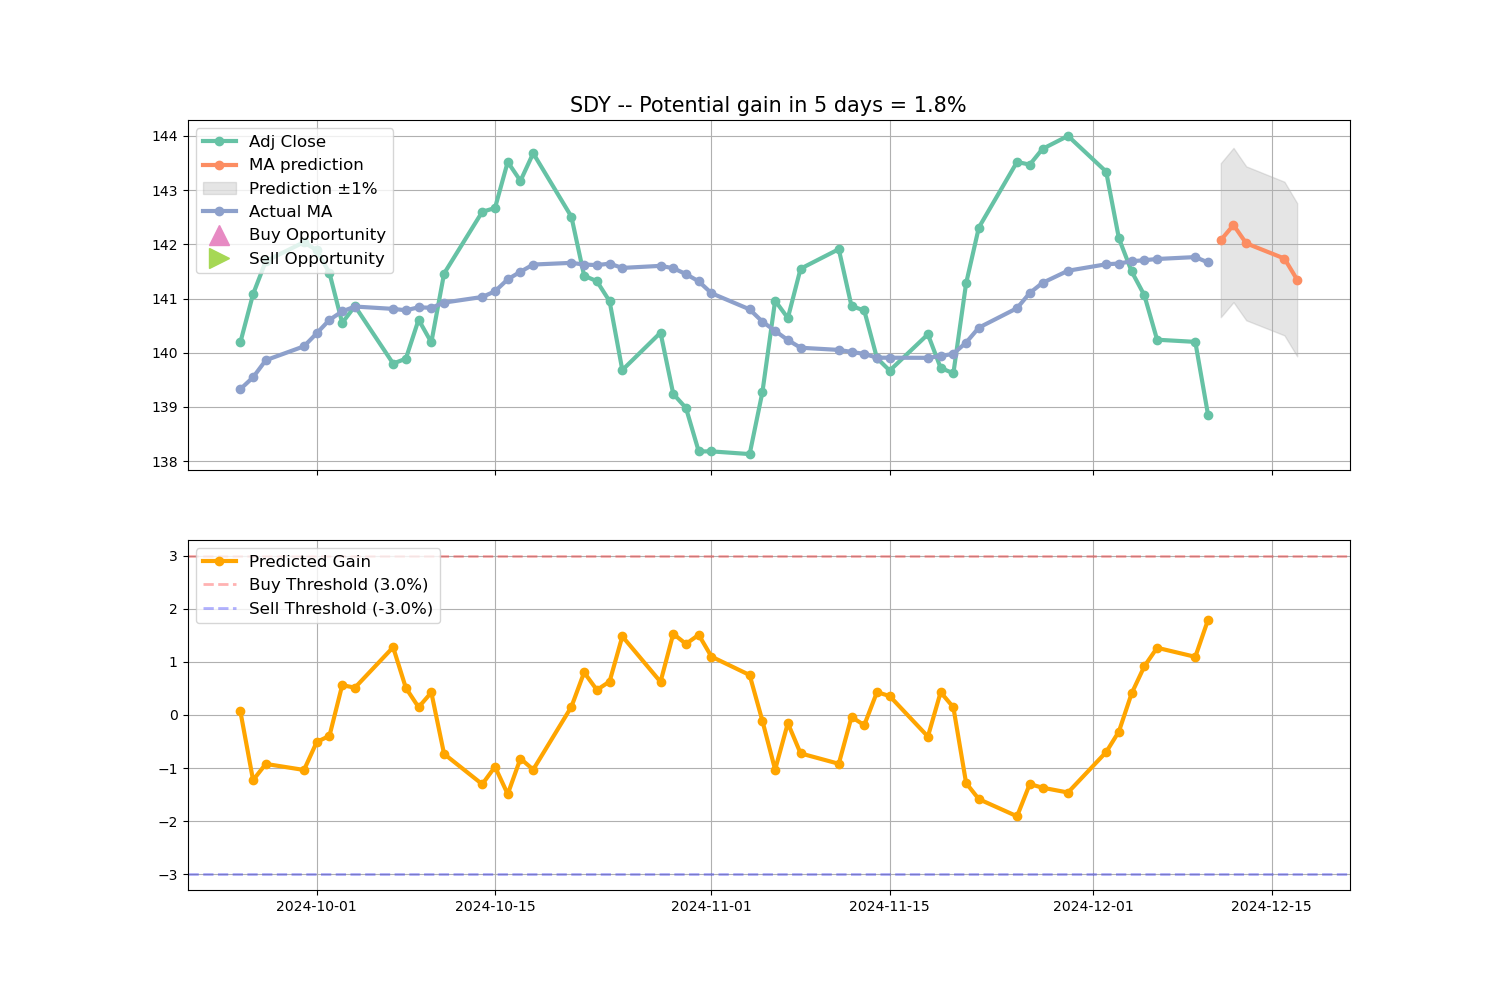 SDY -- Potential gain in 5 days = 1.8%
144
143
142
141
140
139
138
Adj Close
MA prediction
Prediction ±1%
Actual MA
Buy Opportunity
Sell Opportunity
3
2
1
0
−1
−2
−3
Predicted Gain
Buy Threshold (3.0%)
Sell Threshold (-3.0%)
2024-10-01
2024-10-15
2024-11-01
2024-11-15
2024-12-01
2024-12-15